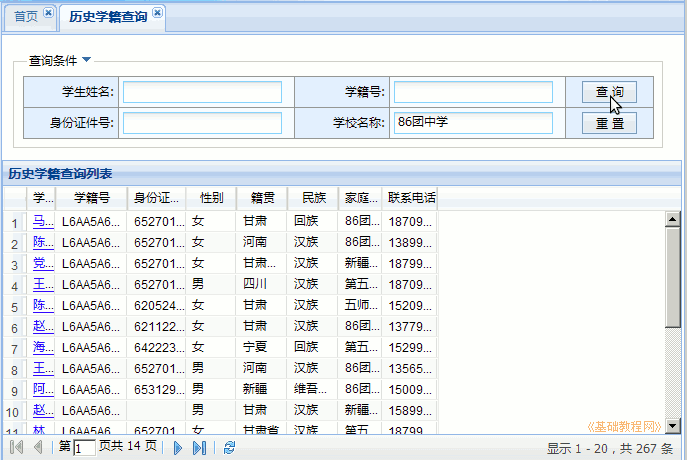 首页 历史学籍查询
查询条件
学生姓名: 学籍号: 查 询
身份证件号: 学校名称: 86团中学 重 置
历史学籍查询列表
学... 学籍号 身份证... 性别 籍贯 民族 家庭... 联系电话
1 马... L6AA5A6... 652701... 女 甘肃 回族 86团... 18709...
2 陈... L6AA5A6... 652701... 女 河南 汉族 86团... 13899...
3 党... L6AA5A6... 652701... 女 甘肃... 汉族 新疆... 18799...
4 王... L6AA5A6... 652701... 男 四川 汉族 第五... 18709...
5 陈... L6AA5A6... 620524... 女 甘肃 汉族 五师... 15209...
6 赵... L6AA5A6... 621122... 女 甘肃 汉族 86团... 13779...
7 海... L6AA5A6... 642223... 女 宁夏 回族 第五... 15299...
8 王... L6AA5A6... 652701... 男 河南 汉族 86团... 13565...
9 阿... L6AA5A6... 653129... 男 新疆 维吾... 86团... 15009...
10 赵... L6AA5A6... 男 甘肃 汉族 新疆... 15899...
11 林... L6AA5A6... 652701... 女 甘肃省 汉族 第五... 18799...
《基础教程网》
第 1 页共 14 页 显示 1 - 20，共 267 条